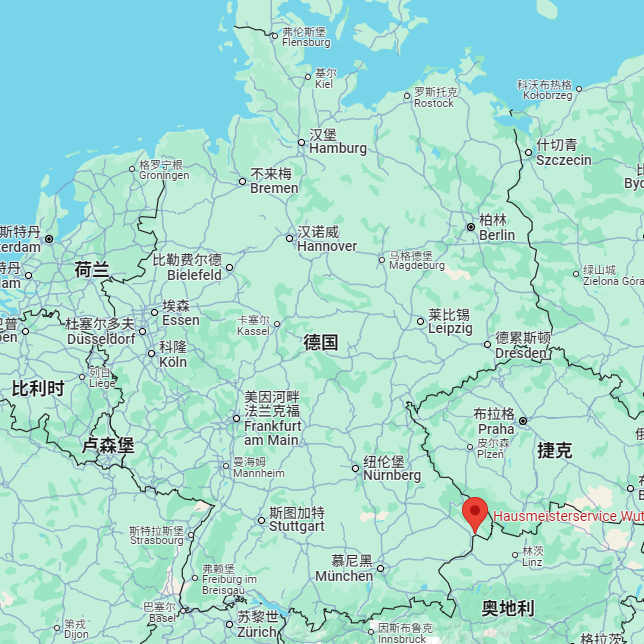 弗伦斯堡
Flensburg
基尔
Kiel
罗斯托克
Rostock
科沃布热格
Kołobrzeg
汉堡
Hamburg
什切青
Szczecin
格罗宁根
Groningen
不来梅
Bremen
柏林
Berlin
斯特丹
汉诺威
Hannover
马格德堡
Magdeburg
比勒费尔德
Bielefeld
荷兰
绿山城
Zielona Góra
埃森
Essen
杜塞尔多夫
Düsseldorf
卡塞尔
Kassel
莱比锡
Leipzig
德国
德累斯顿
Dresden
科隆
Köln
列日
Liège
比利时
美因河畔
法兰克福
Frankfurt
am Main
布拉格
Praha
皮尔森
Plzeň
捷克
卢森堡
曼海姆
Mannheim
纽伦堡
Nürnberg
斯图加特
Stuttgart
Hausmeisterservice Wut
斯特拉斯堡
Strasbourg
林茨
Linz
慕尼黑
München
弗赖堡
Freiburg im
Breisgau
奥地利
巴塞尔
Basel
苏黎世
Zürich
第戎
Dijon
因斯布鲁克
Innsbruck
格拉茨